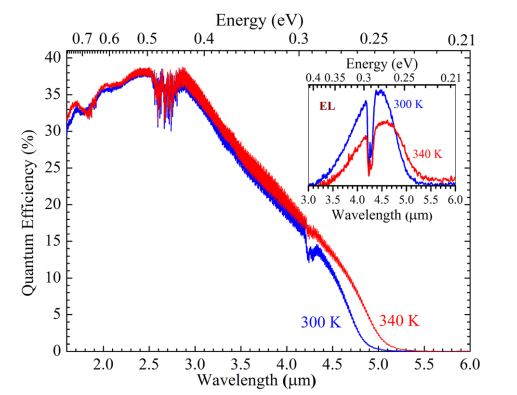 Energy (eV)
0.7 0.6 0.5 0.4 0.3 0.25 0.21
40
35
30
25
20
15
10
5
0
Quantum Efficiency (%)
Energy (eV)
0.4 0.35 0.3 0.25 0.21
EL
300 K
340 K
3.0 3.5 4.0 4.5 5.0 5.5 6.0
Wavelength (μm)
300 K
340 K
2.0 2.5 3.0 3.5 4.0 4.5 5.0 5.5 6.0
Wavelength (μm)